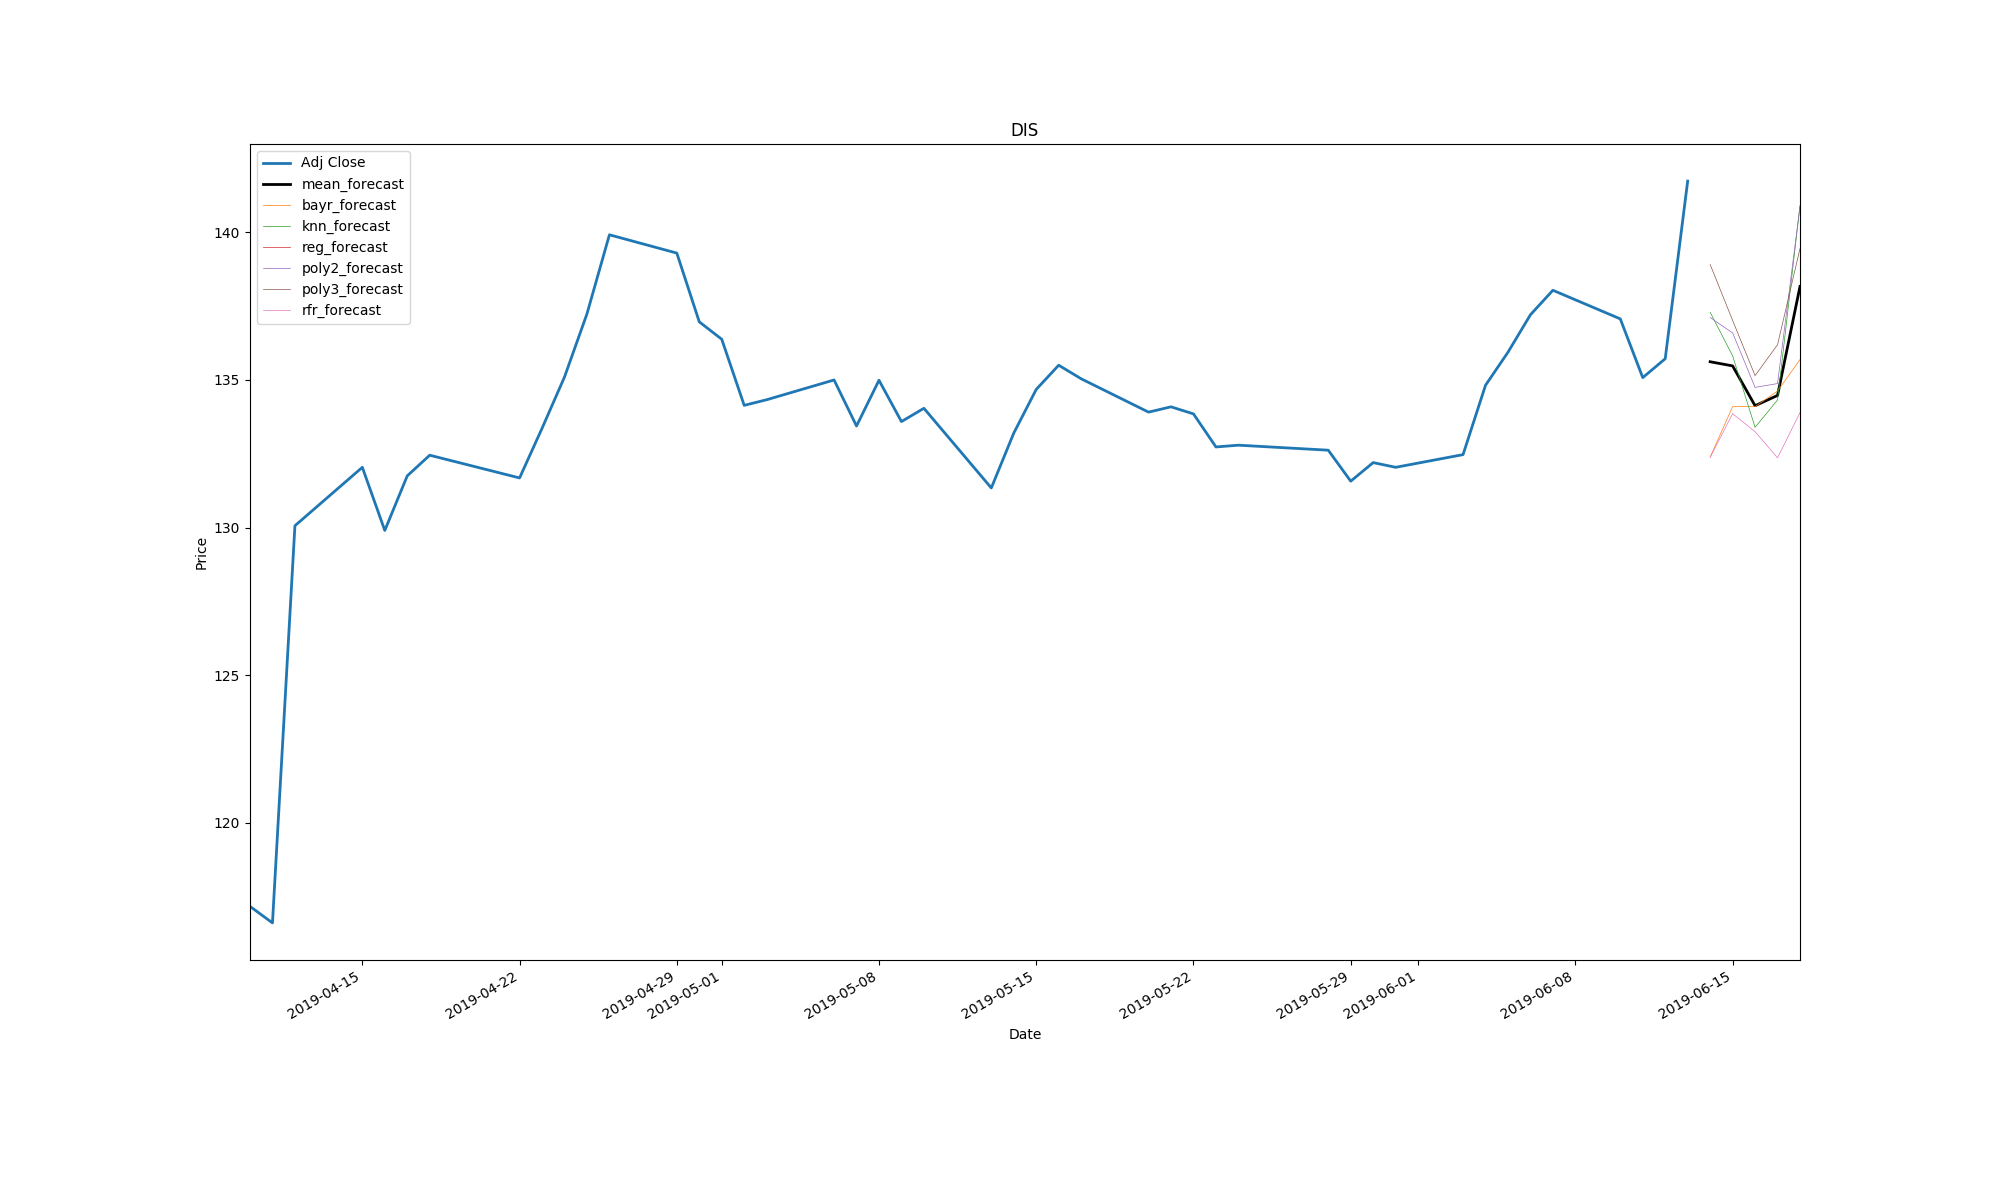 DIS
Adj Close
mean_forecast
bayr_forecast
knn_forecast
reg_forecast
poly2_forecast
poly3_forecast
rfr_forecast
140
135
130
125
120
Price
2019-04-15
2019-04-22
2019-04-29
2019-05-01
2019-05-08
2019-05-15
2019-05-22
2019-05-29
2019-06-01
2019-06-08
2019-06-15
Date